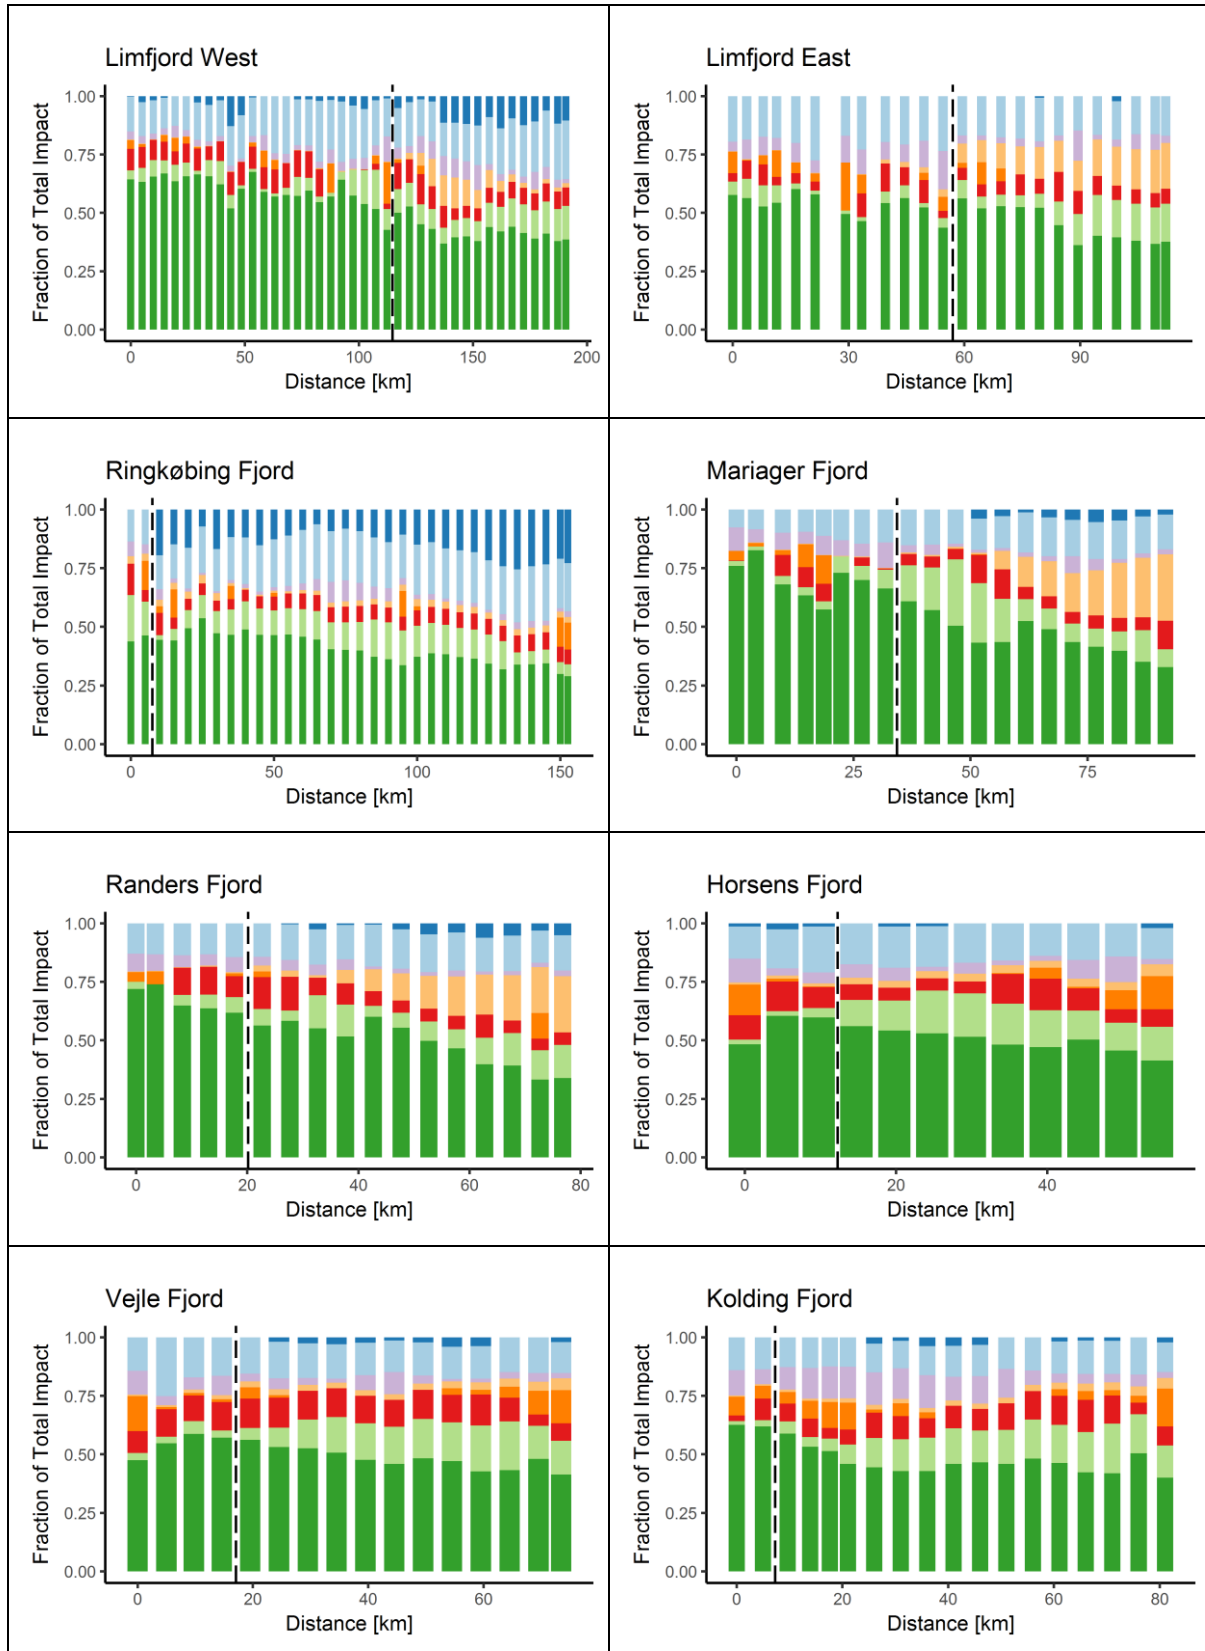 Limfjord West
1.00
0.75
0.50
0.25
0.00
Fraction of Total Impact
0 50 100 150 200
Distance [km]
Limfjord East
1.00
0.75
0.50
0.25
0.00
Fraction of Total Impact
0 30 60 90
Distance [km]
Ringkøbing Fjord
1.00
0.75
0.50
0.25
0.00
Fraction of Total Impact
0 50 100 150
Distance [km]
Mariager Fjord
1.00
0.75
0.50
0.25
0.00
Fraction of Total Impact
0 25 50 75
Distance [km]
Randers Fjord
1.00
0.75
0.50
0.25
0.00
Fraction of Total Impact
0 20 40 60 80
Distance [km]
Horsens Fjord
1.00
0.75
0.50
0.25
0.00
Fraction of Total Impact
0 20 40
Distance [km]
Vejle Fjord
1.00
0.75
0.50
0.25
0.00
Fraction of Total Impact
0 20 40 60
Distance [km]
Kolding Fjord
1.00
0.75
0.50
0.25
0.00
Fraction of Total Impact
0 20 40 60 80
Distance [km]